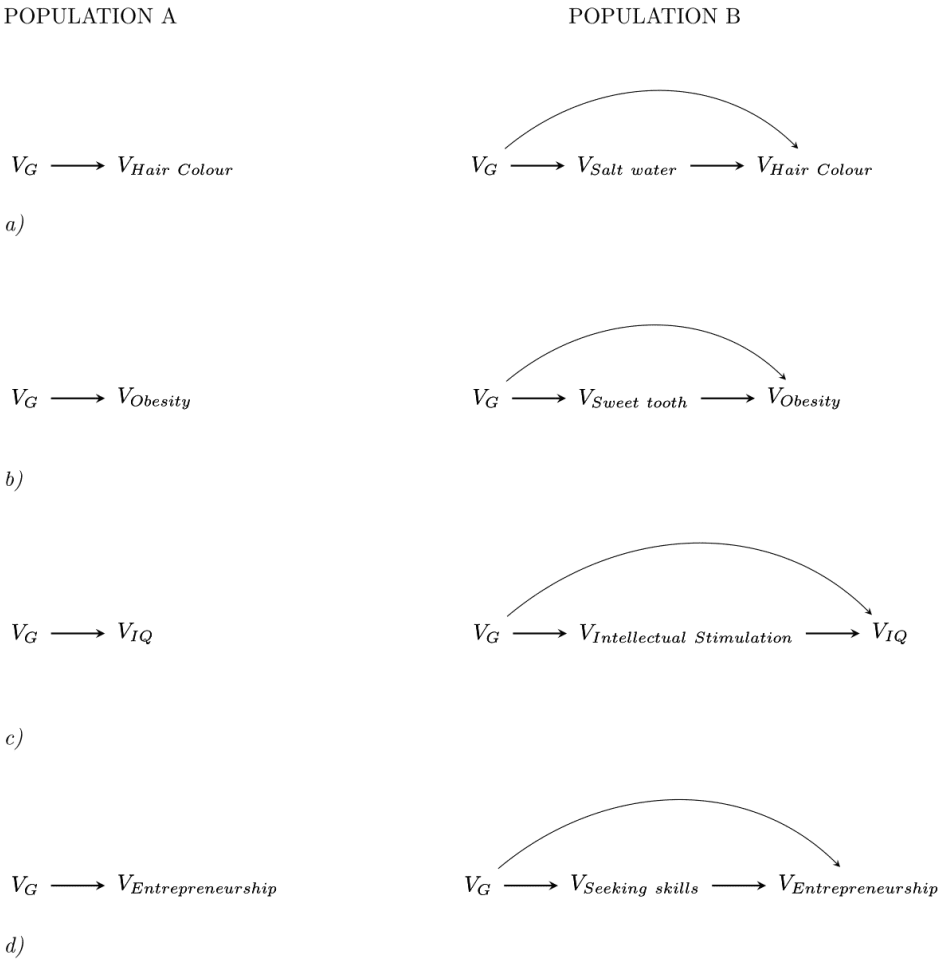 POPULATION A POPULATION B
V_G V_Hair Colour V_G V_Salt water V_Hair Colour
a)
V_G V_Obesity V_G V_Sweet tooth V_Obesity
b)
V_G V_IQ V_G V_Intellectual Stimulation V_IQ
c)
V_G V_Entrepreneurship V_G V_Seeking skills V_Entrepreneurship
d)